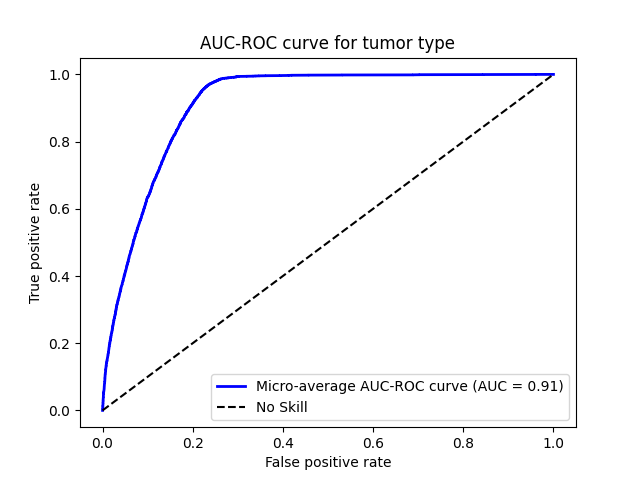 AUC-ROC curve for tumor type
True positive rate
1.0
0.8
0.6
0.4
0.2
0.0
Micro-average AUC-ROC curve (AUC = 0.91)
No Skill
0.0 0.2 0.4 0.6 0.8 1.0
False positive rate